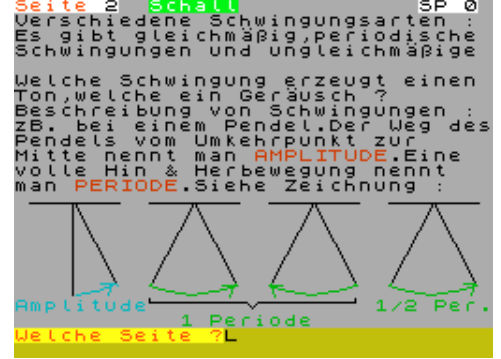 Seite 2 Schall SP 0
Verschiedene Schwingungsarten :
Es gibt gleichmäßig,periodische
Schwingungen und ungleichmäßige
Welche Schwingung erzeugt einen
Ton,welche ein Geräusch ?
Beschreibung von Schwingungen :
zB. bei einem Pendel.Der Weg des
Pendels vom Umkehrpunkt zur
Mitte nennt man AMPLITUDE.Eine
volle Hin & Herbewegung nennt
man PERIODE.Siehe Zeichnung :
Amplitude 1/2 Per.
1 Periode
Welche Seite ?L